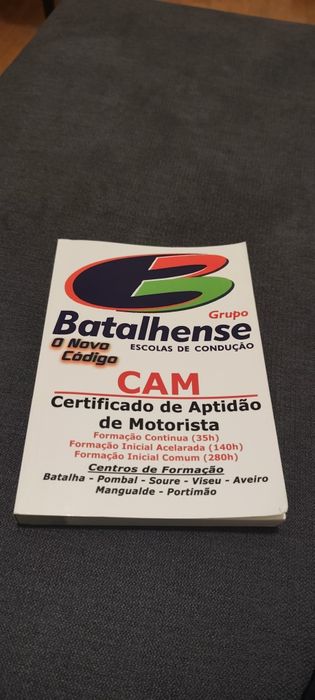 Grupo
Batalhense
O Novo
Código
ESCOLAS DE CONDUÇÃO
CAM
Certificado de Aptidão
de Motorista
Formação Continua (35h)
Formação Inicial Acelarada (140h)
Formação Inicial Comum (280h)
Centros de Formação
Batalha - Pombal - Soure - Viseu - Aveiro
Mangualde - Portimão